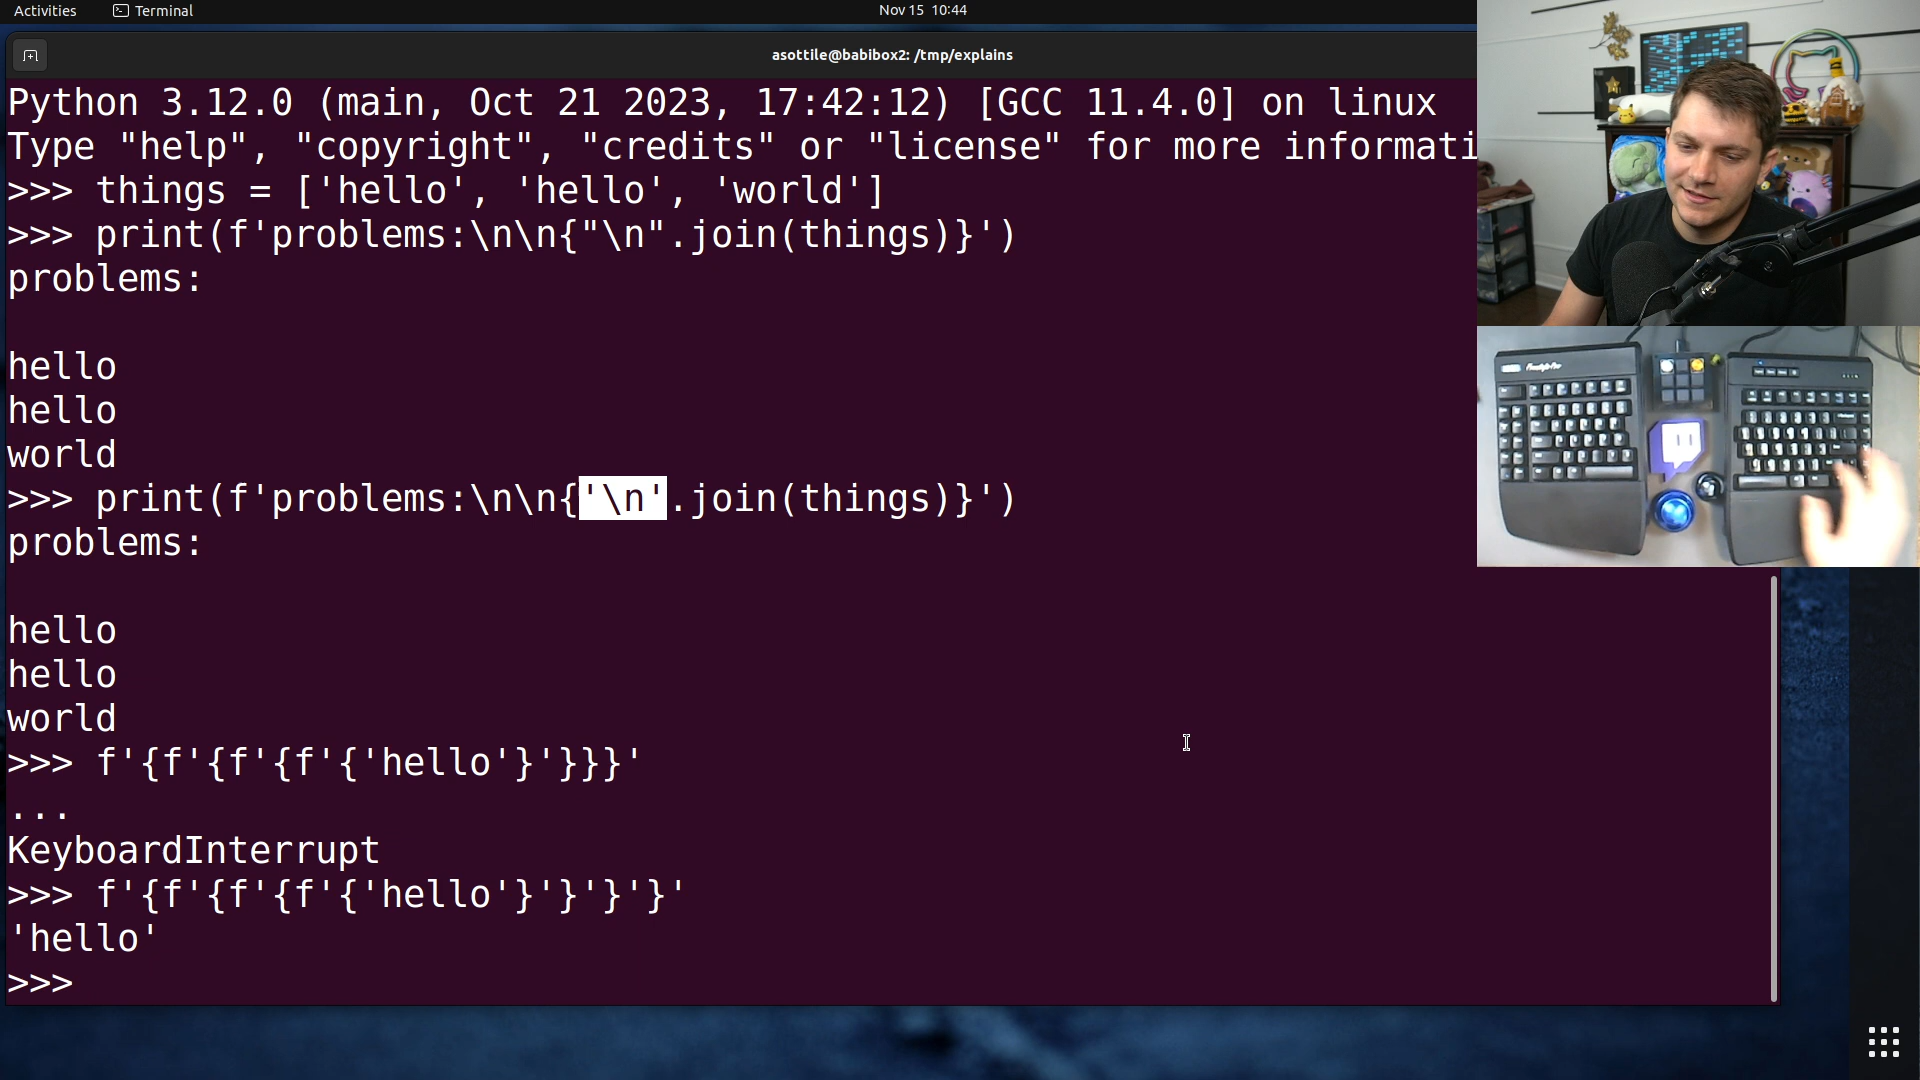 Activities
Terminal
Nov 15 10:44
asottile@babibox2: /tmp/explains
Python 3.12.0 (main, Oct 21 2023, 17:42:12) [GCC 11.4.0] on linux
Type "help", "copyright", "credits" or "license" for more informati
>>> things = ['hello', 'hello', 'world']
>>> print(f'problems:\n\n{"\n".join(things)}')
problems:
hello
hello
world
>>> print(f'problems:\n\n{'\n'.join(things)}')
problems:
hello
hello
world
>>> f'{f'{f'{f'{'hello'}'}}}'
...
KeyboardInterrupt
>>> f'{f'{f'{f'{'hello'}'}'}'}'
'hello'
>>>